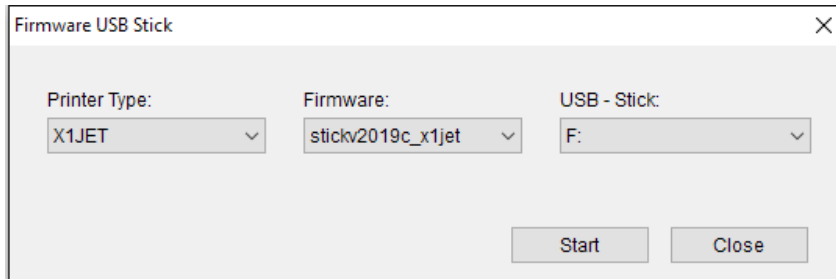 Firmware USB Stick
Printer Type: Firmware: USB - Stick:
X1JET stickv2019c_x1jet F:
Start Close